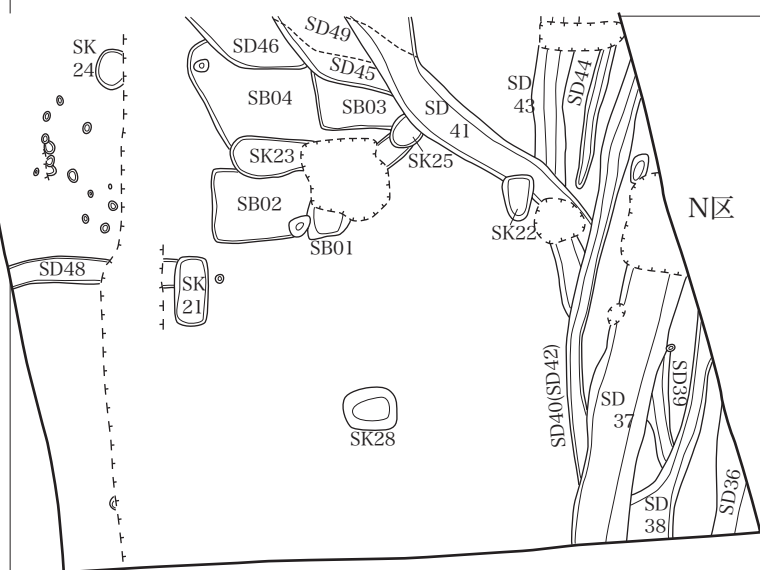 SD49
SD46
SK
24
SD45
SB04
SB03
SD
41
SD
43
SD44
SK23
SK25
SB02
SB01
SK22
N区
SD48
SK
21
SK28
SD40(SD42)
SD
37
SD39
SD
38
SD36